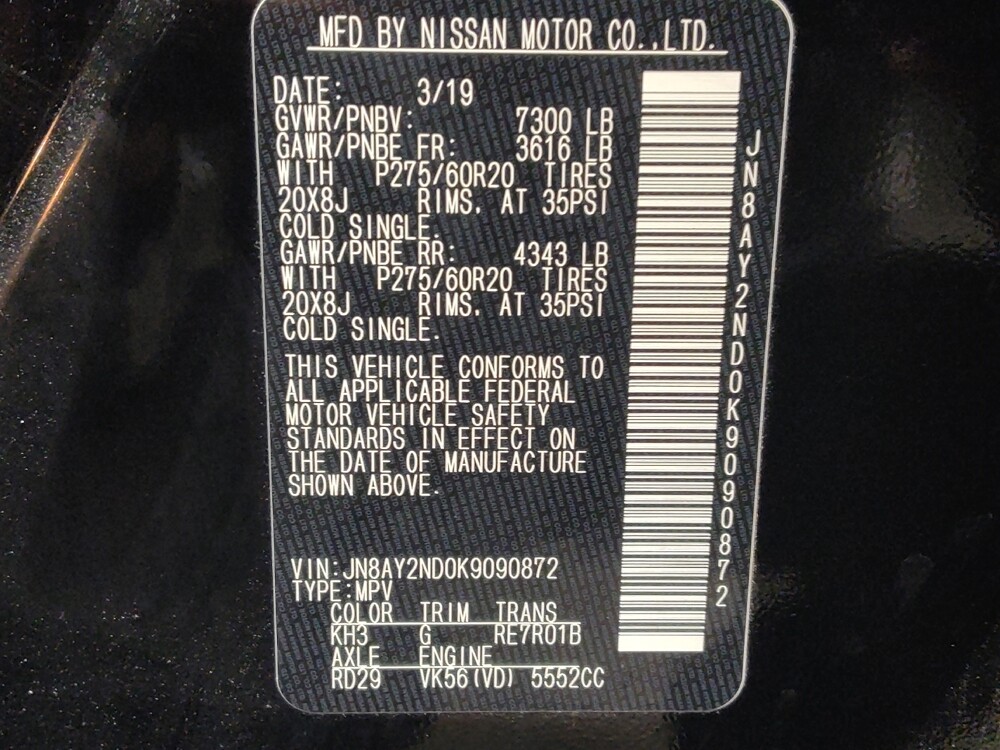 MFD BY NISSAN MOTOR CO.,LTD.
DATE: 3/19
GVWR/PNBV: 7300 LB
GAWR/PNBE FR: 3616 LB
WITH P275/60R20 TIRES
20X8J RIMS. AT 35PSI
COLD SINGLE.
GAWR/PNBE RR: 4343 LB
WITH P275/60R20 TIRES
20X8J RIMS. AT 35PSI
COLD SINGLE.
THIS VEHICLE CONFORMS TO
ALL APPLICABLE FEDERAL
MOTOR VEHICLE SAFETY
STANDARDS IN EFFECT ON
THE DATE OF MANUFACTURE
SHOWN ABOVE.
VIN:JN8AY2ND0K9090872
TYPE:MPV
COLOR TRIM TRANS
KH3 G RE7R01B
AXLE ENGINE
RD29 VK56(VD) 5552CC
JN8AY2ND0K9090872